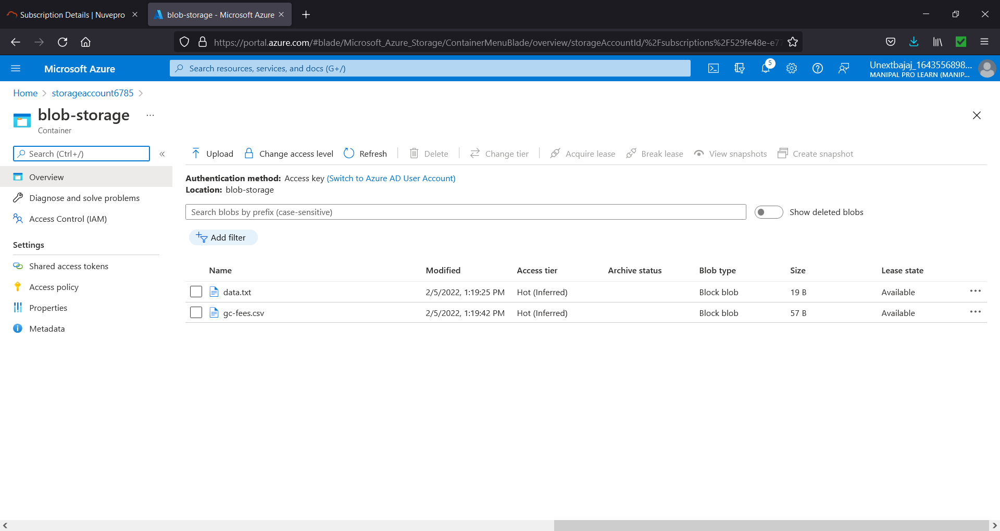 Subscription Details | Nuvepro
blob-storage - Microsoft Azure
https://portal.azure.com/#blade/Microsoft_Azure_Storage/ContainerMenuBlade/overview/storageAccountId/%2Fsubscriptions%2F529fe48e-e77
Microsoft Azure
Search resources, services, and docs (G+/)
5
Unextbajaj_1643556898...
MANIPAL PRO LEARN (MANIP...
Home > storageaccount6785 >
blob-storage ...
Container
Search (Ctrl+/)
«
Upload
Change access level
Refresh
Delete
Change tier
Acquire lease
Break lease
View snapshots
Create snapshot
Overview
Diagnose and solve problems
Access Control (IAM)
Settings
Shared access tokens
Access policy
Properties
Metadata
Authentication method: Access key (Switch to Azure AD User Account)
Location: blob-storage
Search blobs by prefix (case-sensitive)
Show deleted blobs
Add filter
Name Modified Access tier Archive status Blob type Size Lease state
data.txt 2/5/2022, 1:19:25 PM Hot (Inferred) Block blob 19 B Available ...
gc-fees.csv 2/5/2022, 1:19:42 PM Hot (Inferred) Block blob 57 B Available ...